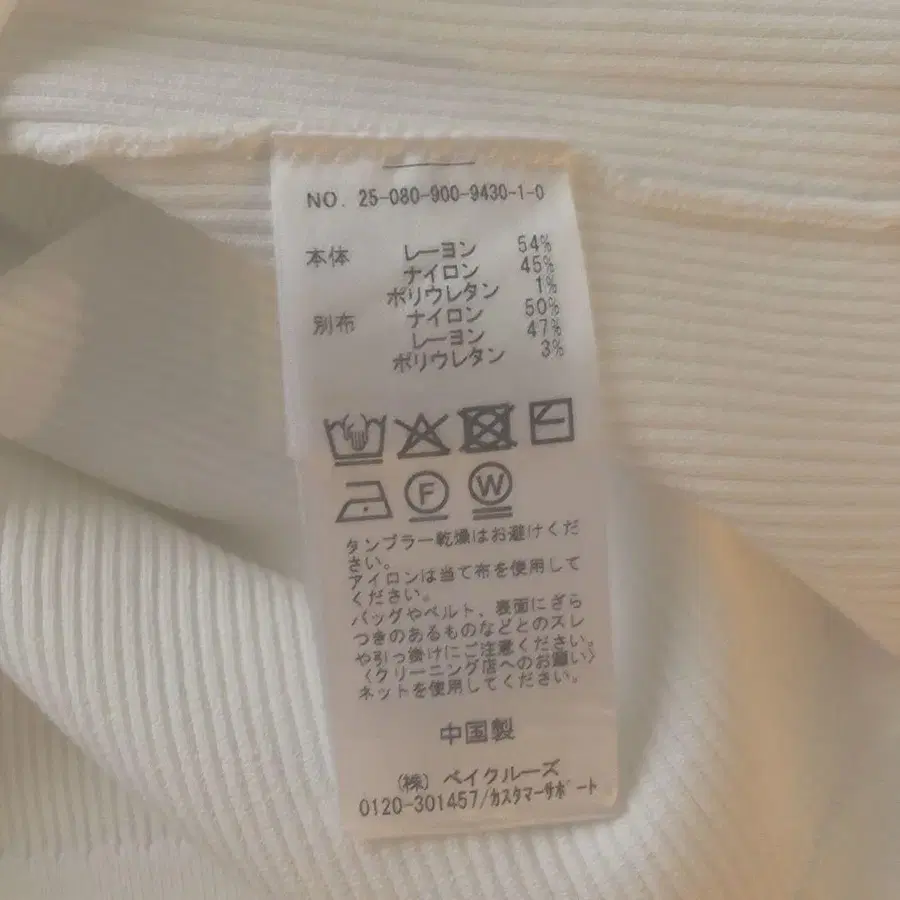 NO. 25-080-900-9430-1-0
本体 レーヨン 54%
ナイロン 45%
ポリウレタン 1%
別布 ナイロン 50%
レーヨン 47%
ポリウレタン 3%
F W
タンブラー乾燥はお避けくだ
さい。
アイロンは当て布を使用して
ください。
バッグやベルト、表面にざら
つきのあるものなどとのスレ
や引っ掛けにご注意ください。
〈クリーニング店へのお願い〉
ネットを使用してください。
中国製
(株) ベイクルーズ
0120-301457/カスタマーサポート